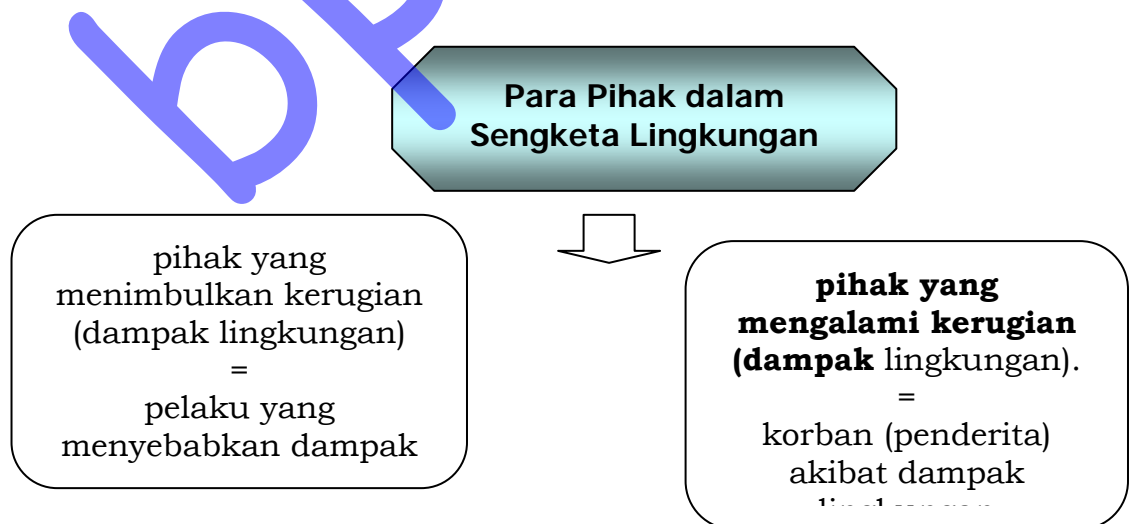 Para Pihak dalam
Sengketa Lingkungan
pihak yang
menimbulkan kerugian
(dampak lingkungan)
=
pelaku yang
menyebabkan dampak
pihak yang
mengalami kerugian
(dampak lingkungan).
=
korban (penderita)
akibat dampak